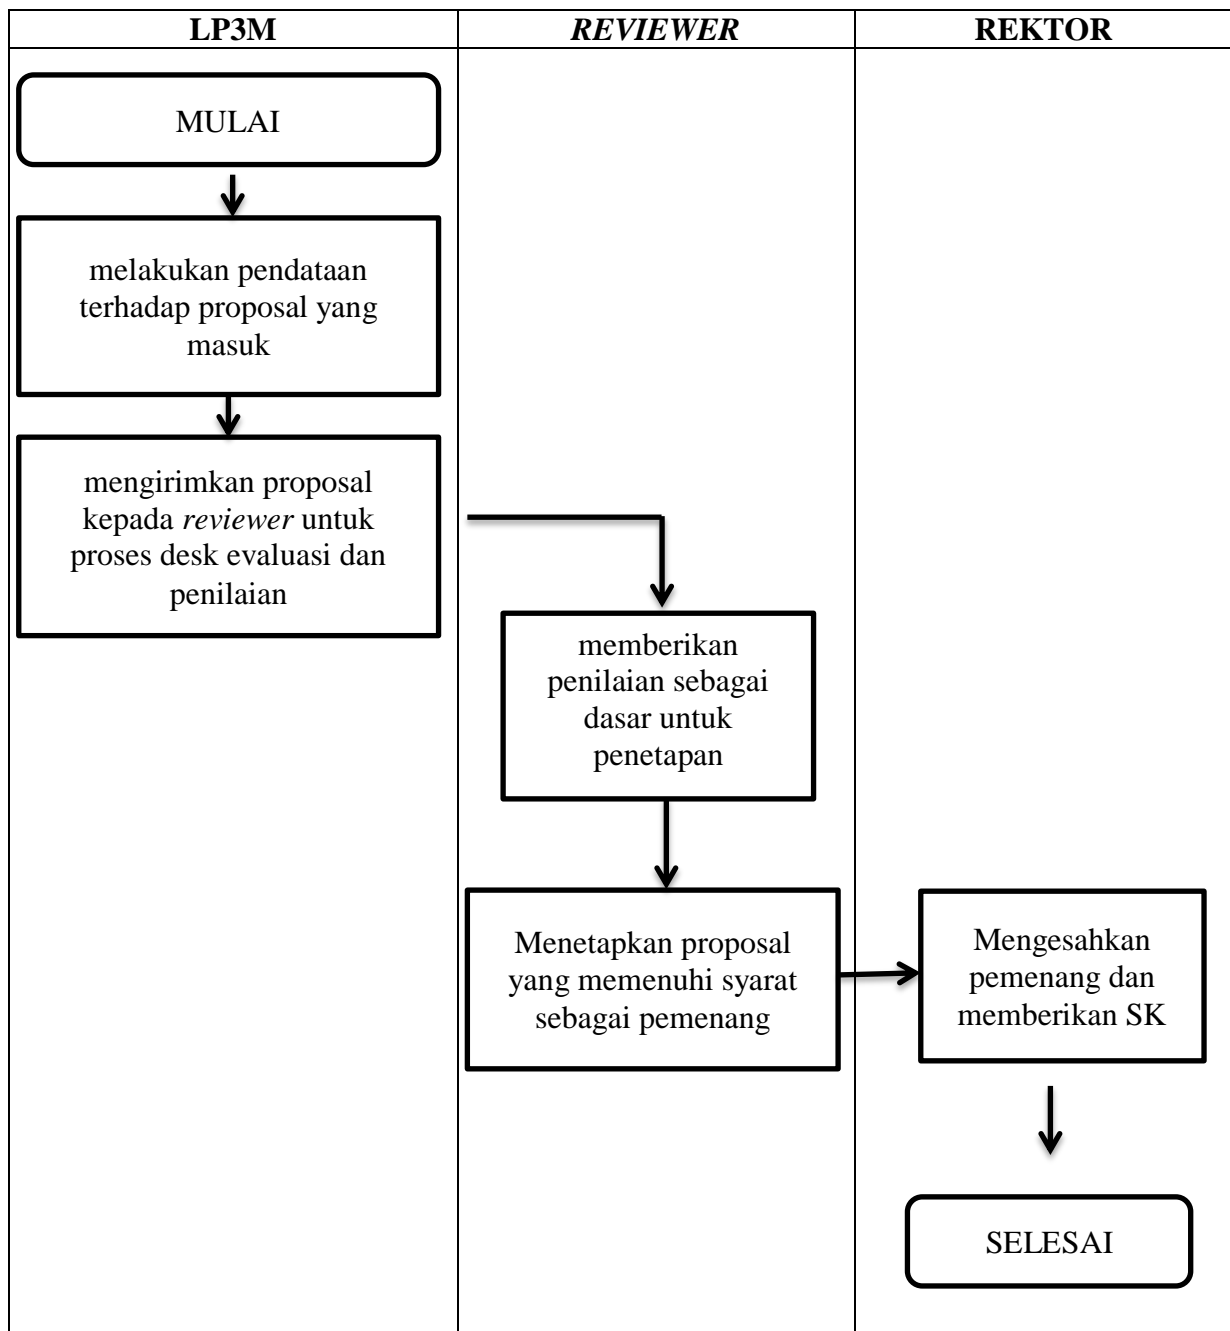 LP3M
REVIEWER
REKTOR
MULAI
melakukan pendataan
terhadap proposal yang
masuk
mengirimkan proposal
kepada reviewer untuk
proses desk evaluasi dan
penilaian
memberikan
penilaian sebagai
dasar untuk
penetapan
Menetapkan proposal
yang memenuhi syarat
sebagai pemenang
Mengesahkan
pemenang dan
memberikan SK
SELESAI